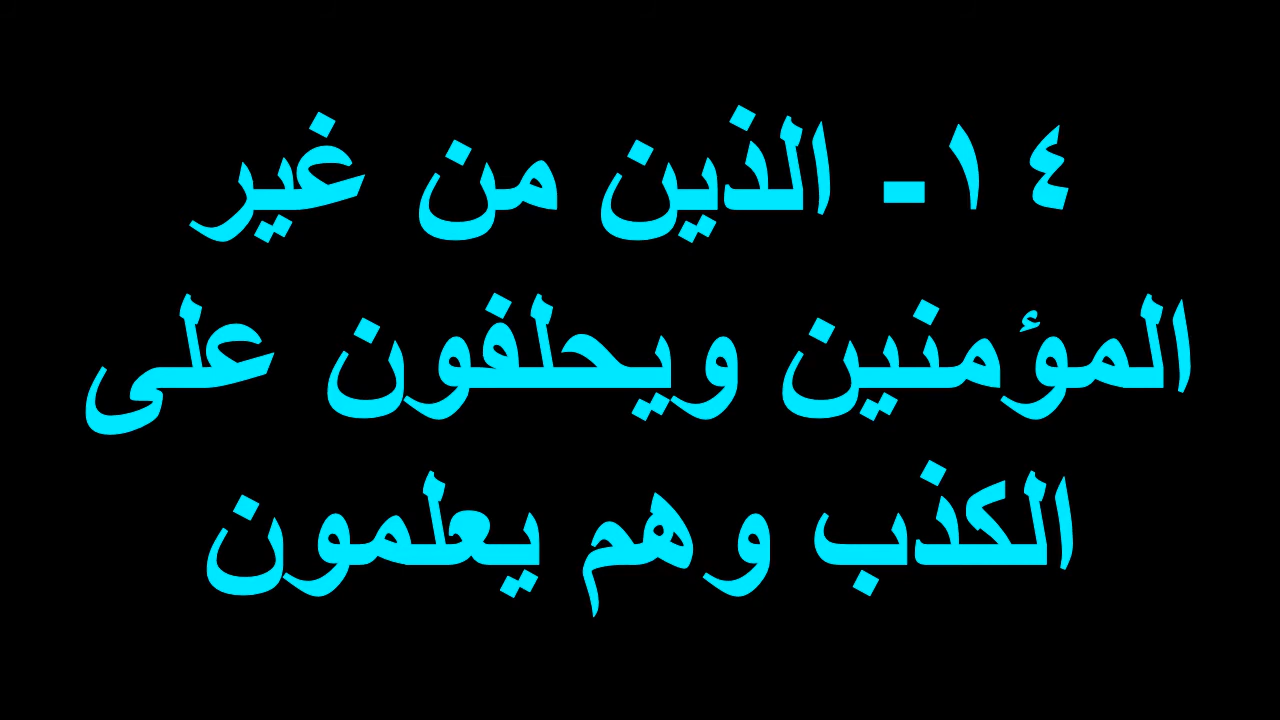 ١٤- الذين من غير
المؤمنين ويحلفون على
الكذب وهم يعلمون